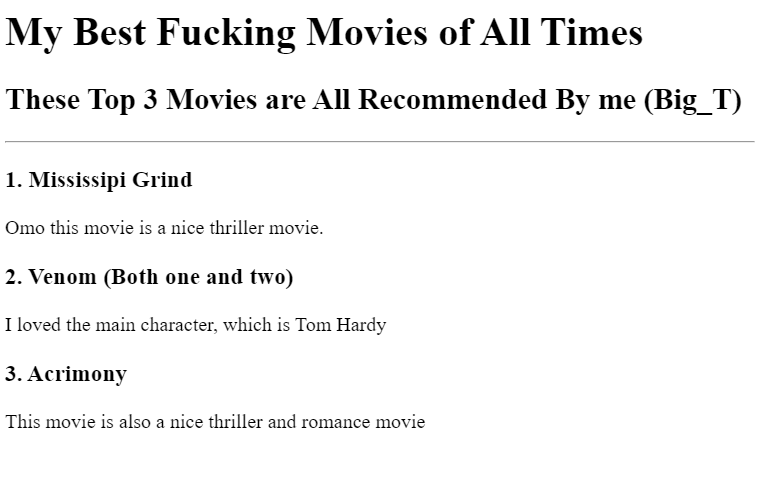 My Best Fucking Movies of All Times
These Top 3 Movies are All Recommended By me (Big_T)
1. Mississipi Grind
Omo this movie is a nice thriller movie.
2. Venom (Both one and two)
I loved the main character, which is Tom Hardy
3. Acrimony
This movie is also a nice thriller and romance movie